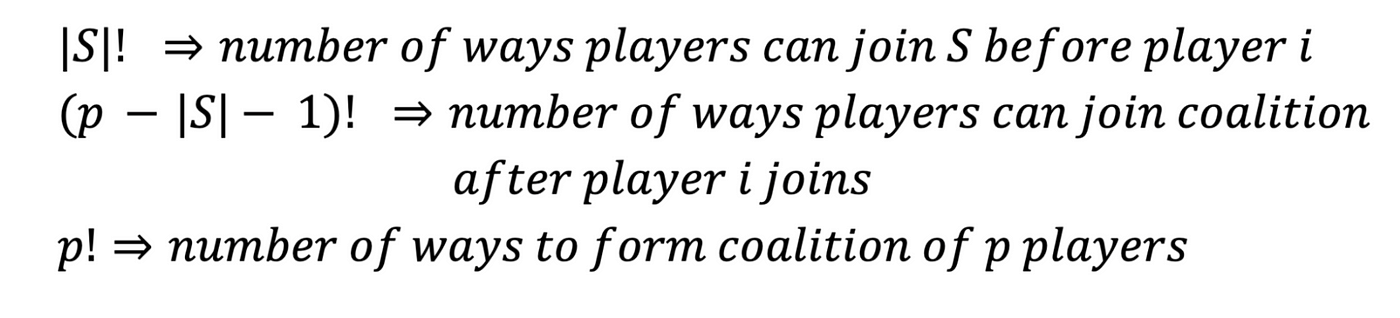 |S|! ⇒ number of ways players can join S before player i
(p − |S| − 1)! ⇒ number of ways players can join coalition
after player i joins
p! ⇒ number of ways to form coalition of p players